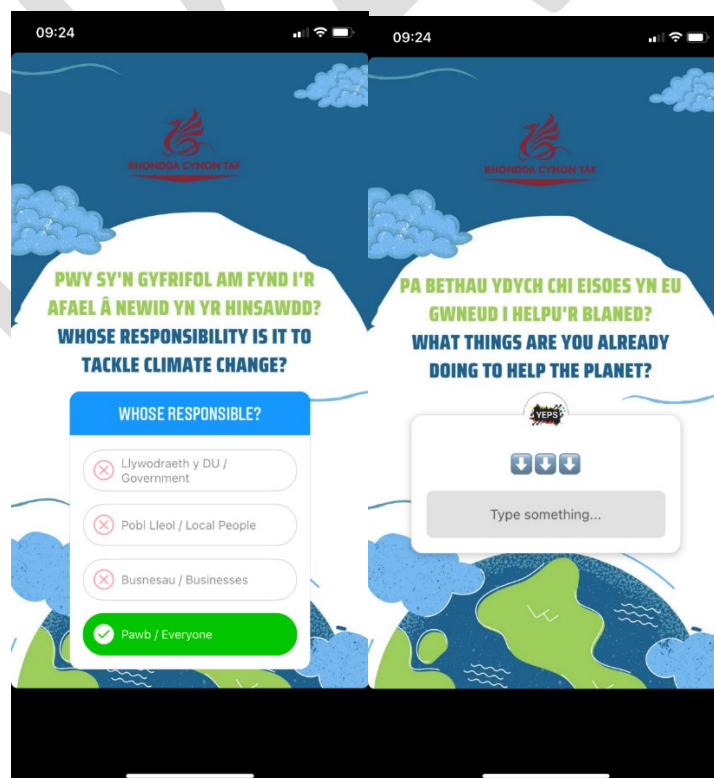 09:24
RHONDDA CYNON TAF
PWY SY'N GYFRIFOL AM FYND I'R
AFAEL Â NEWID YN YR HINSAWDD?
WHOSE RESPONSIBILITY IS IT TO
TACKLE CLIMATE CHANGE?
WHOSE RESPONSIBLE?
Llywodraeth y DU /
Government
Pobl Lleol / Local People
Busnesau / Businesses
Pawb / Everyone
09:24
RHONDDA CYNON TAF
PA BETHAU YDYCH CHI EISOES YN EU
GWNEUD I HELPU'R BLANED?
WHAT THINGS ARE YOU ALREADY
DOING TO HELP THE PLANET?
YEPS
Type something...